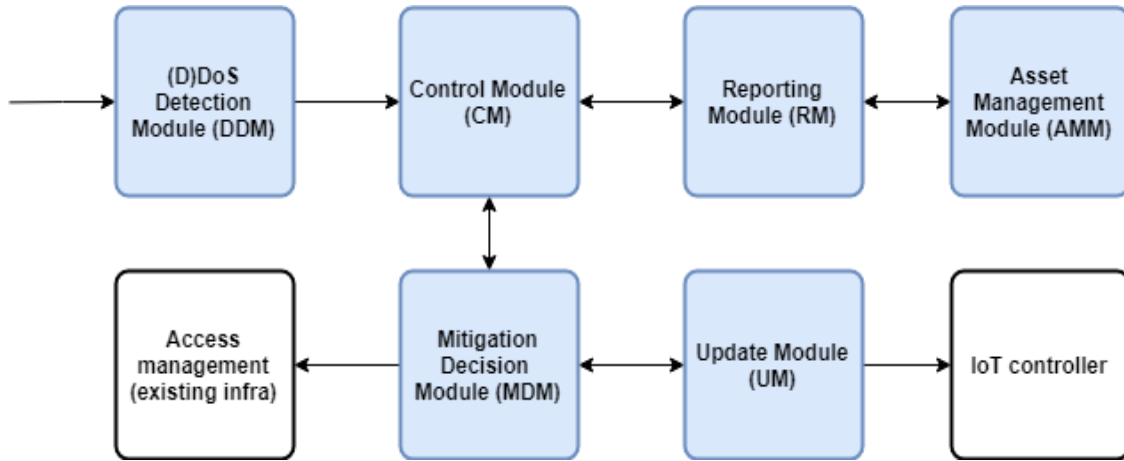 (D)DoS
Detection
Module (DDM)
Control Module
(CM)
Reporting
Module (RM)
Asset
Management
Module (AMM)
Access
management
(existing infra)
Mitigation
Decision
Module (MDM)
Update Module
(UM)
IoT controller